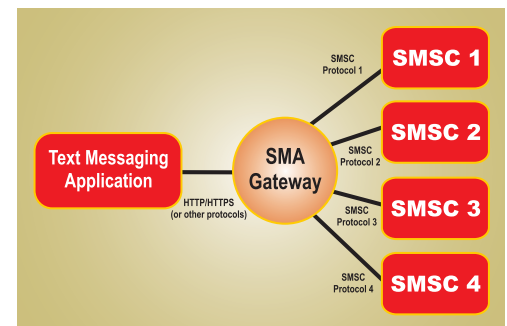 Text Messaging
Application
HTTP/HTTPS
(or other protocols)
SMA
Gateway
SMSC
Protocol 1
SMSC 1
SMSC
Protocol 2
SMSC 2
SMSC
Protocol 3
SMSC 3
SMSC
Protocol 4
SMSC 4